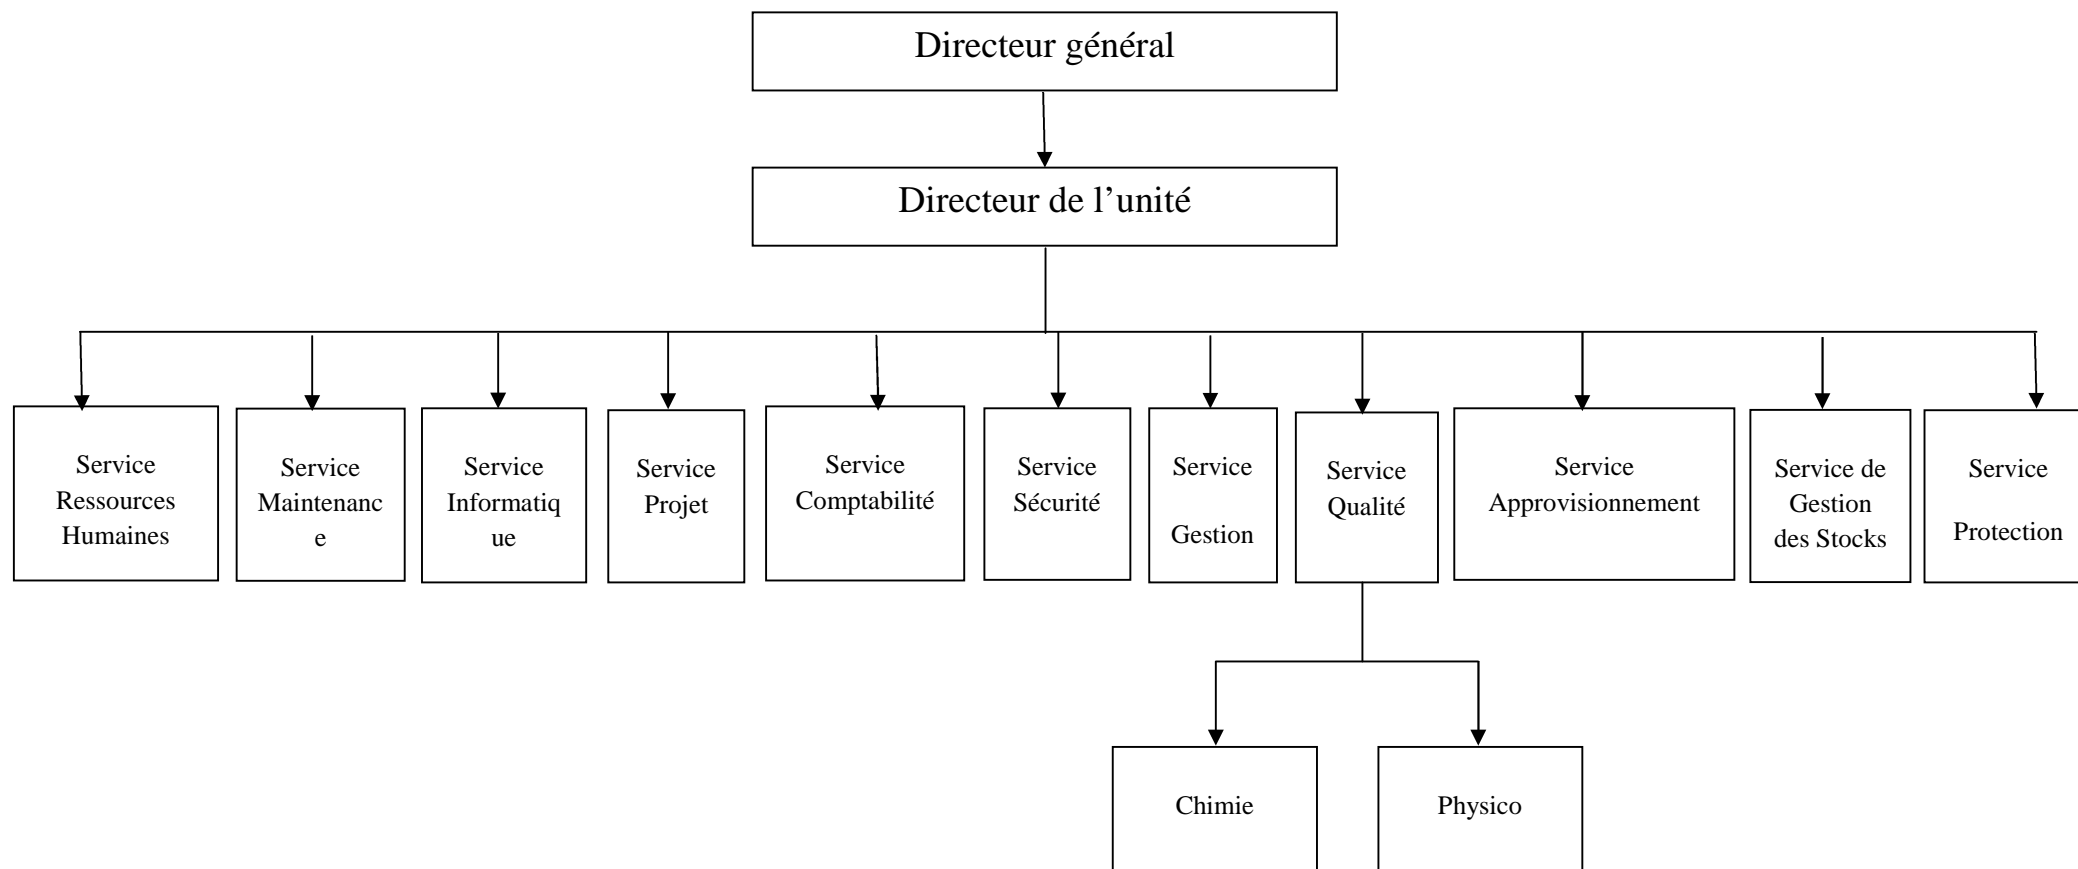 Directeur général
Directeur de l’unité
Service
Ressources
Humaines
Service
Maintenanc
e
Service
Informatiq
ue
Service
Projet
Service
Comptabilité
Service
Sécurité
Service
Gestion
Service
Qualité
Service
Approvisionnement
Service de
Gestion
des Stocks
Service
Protection
Chimie
Physico